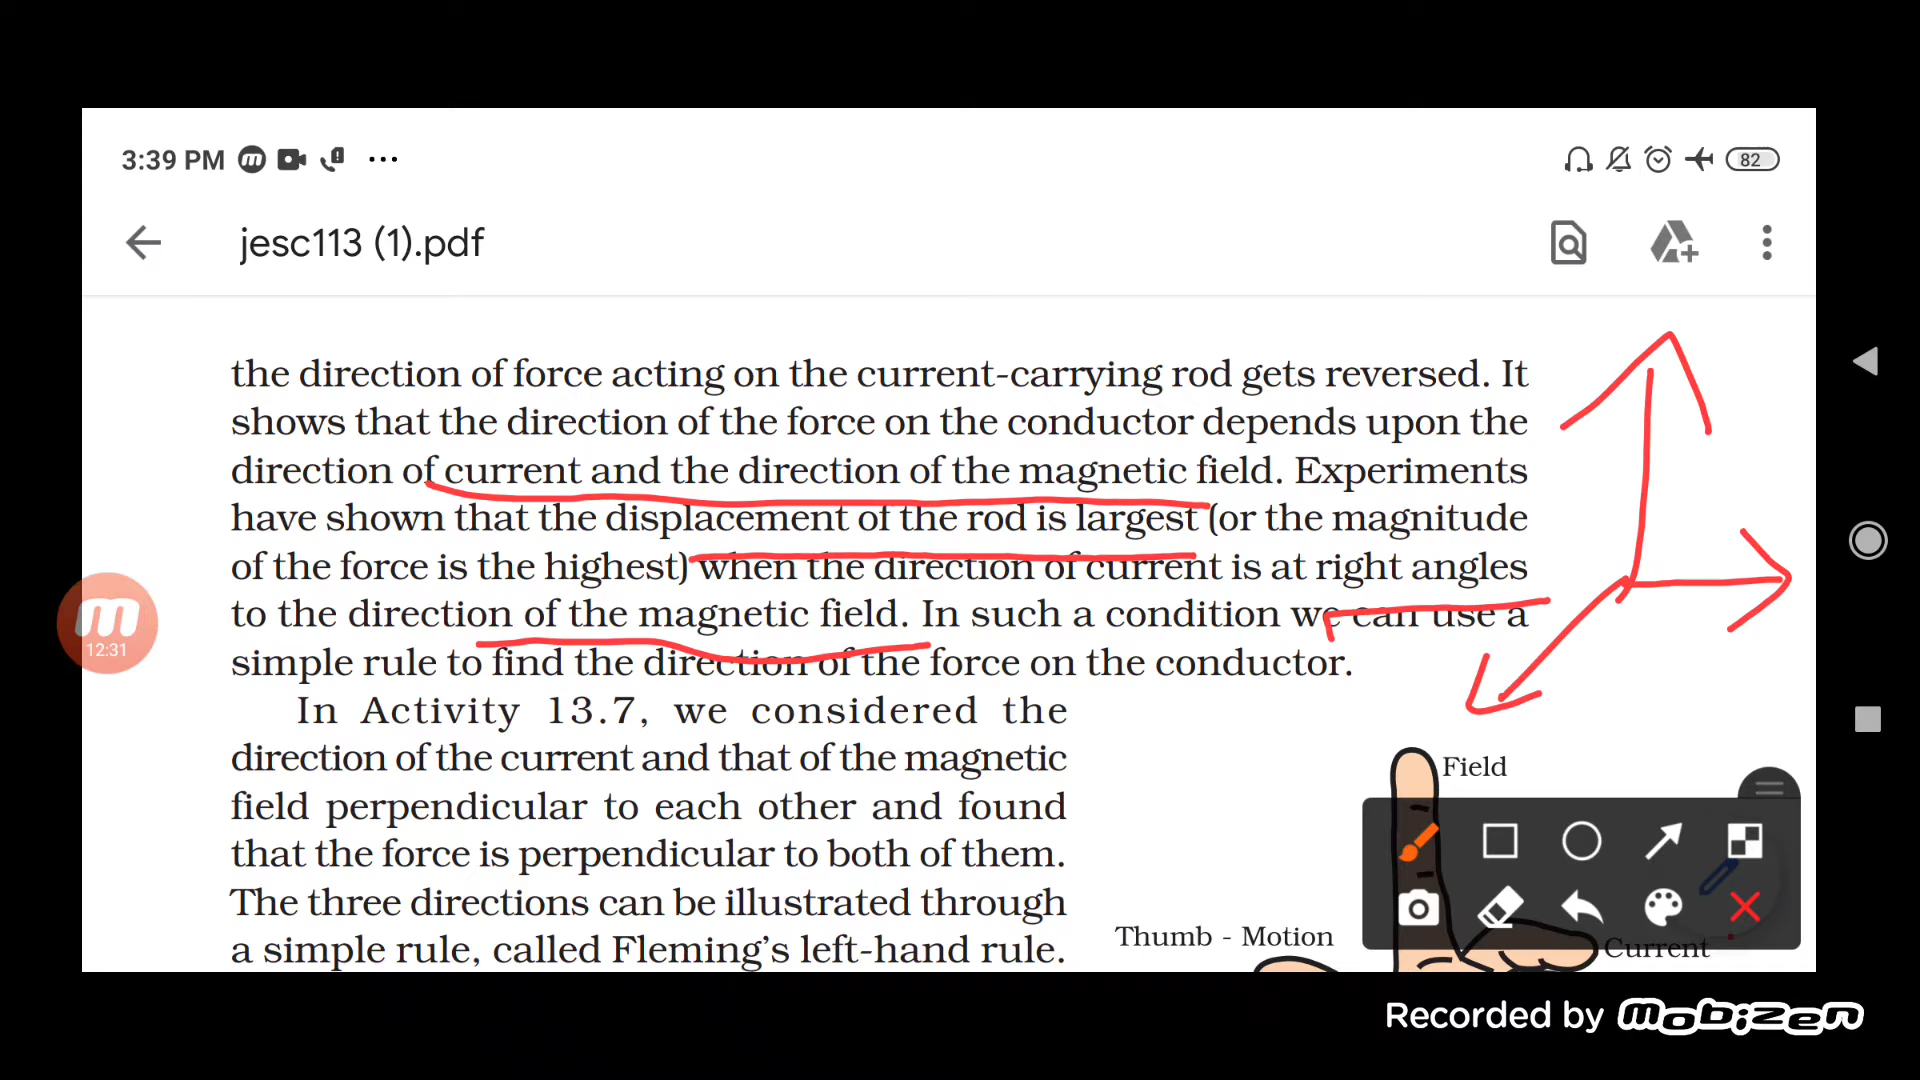 3:39 PM
82
jesc113 (1).pdf
the direction of force acting on the current-carrying rod gets reversed. It
shows that the direction of the force on the conductor depends upon the
direction of current and the direction of the magnetic field. Experiments
have shown that the displacement of the rod is largest (or the magnitude
of the force is the highest) when the direction of current is at right angles
to the direction of the magnetic field. In such a condition we can use a
simple rule to find the direction of the force on the conductor.
12:31
In Activity 13.7, we considered the
direction of the current and that of the magnetic
field perpendicular to each other and found
that the force is perpendicular to both of them.
The three directions can be illustrated through
a simple rule, called Fleming's left-hand rule.
Field
Thumb - Motion
Current
Recorded by mobizen